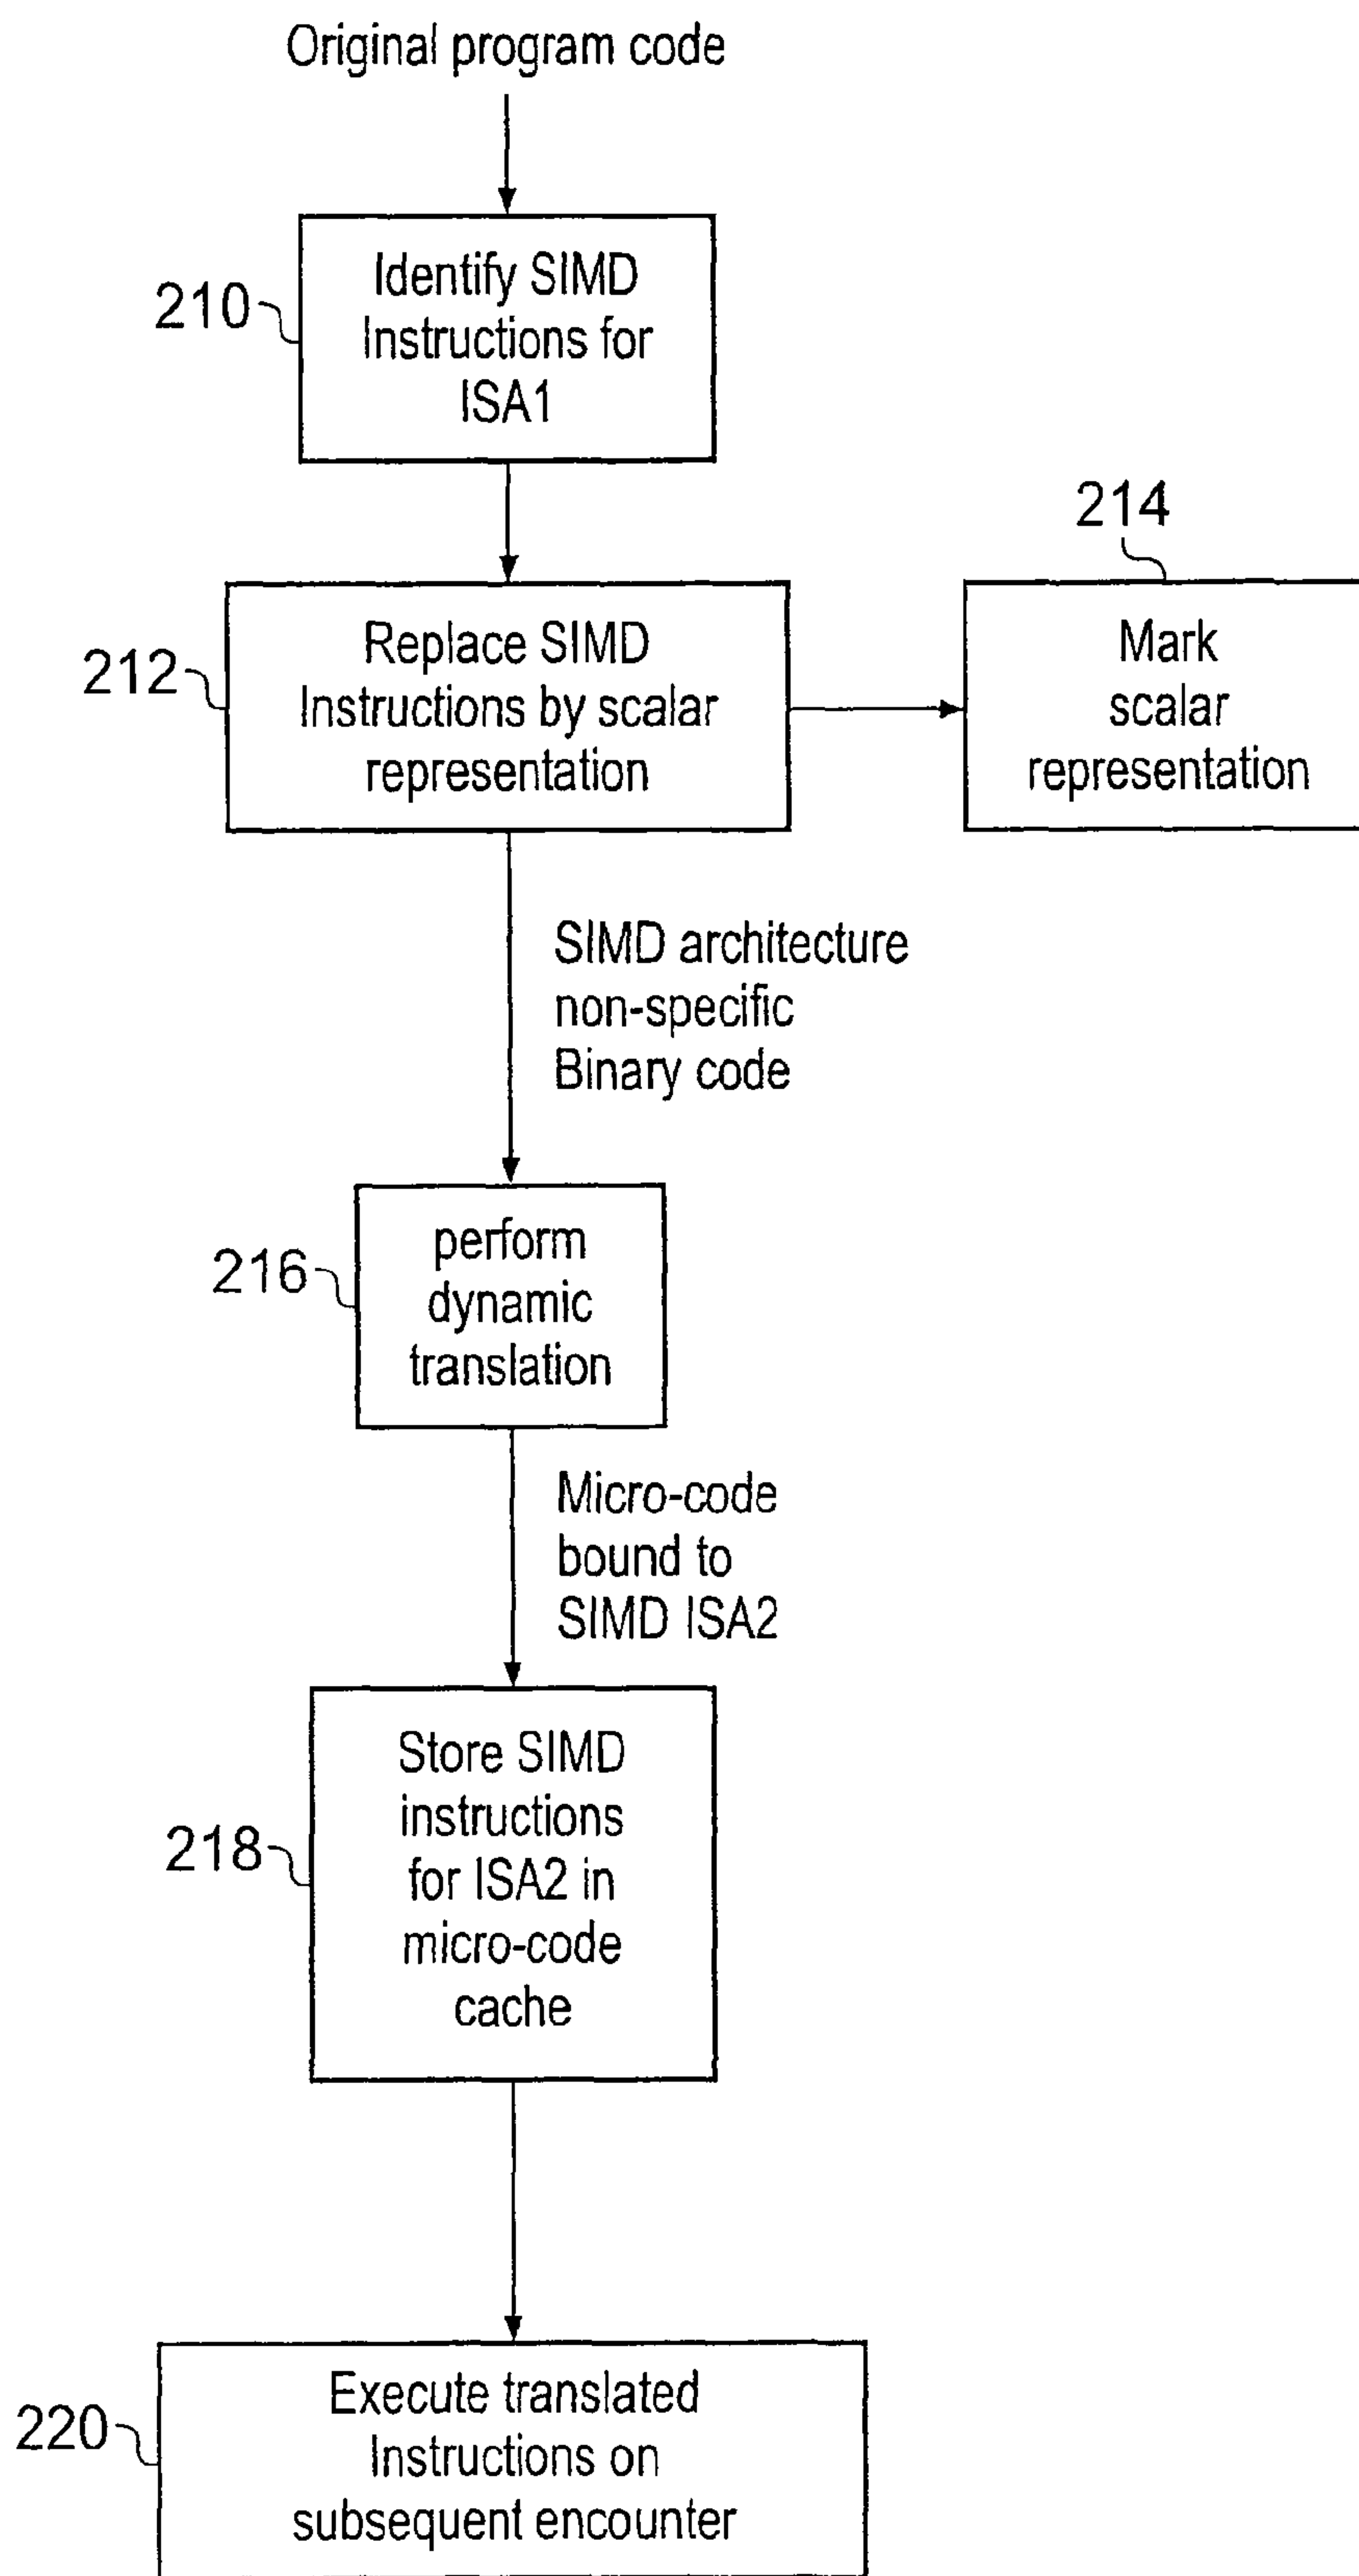 Original program code
210
Identify SIMD
Instructions for
ISA1
214
212
Replace SIMD
Instructions by scalar
representation
Mark
scalar
representation
SIMD architecture
non-specific
Binary code
216
perform
dynamic
translation
Micro-code
bound to
SIMD ISA2
218
Store SIMD
instructions
for ISA2 in
micro-code
cache
220
Execute translated
Instructions on
subsequent encounter